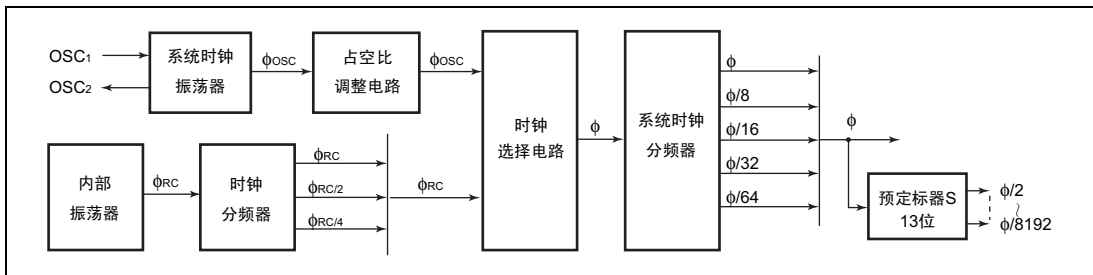 OSC1
OSC2
系统时钟
振荡器
φOSC
占空比
调整电路
φOSC
内部
振荡器
φRC
时钟
分频器
φRC
φRC/2
φRC/4
φRC
时钟
选择电路
φ
系统时钟
分频器
φ
φ/8
φ/16
φ/32
φ/64
φ
预定标器S
13位
φ/2
~
φ/8192